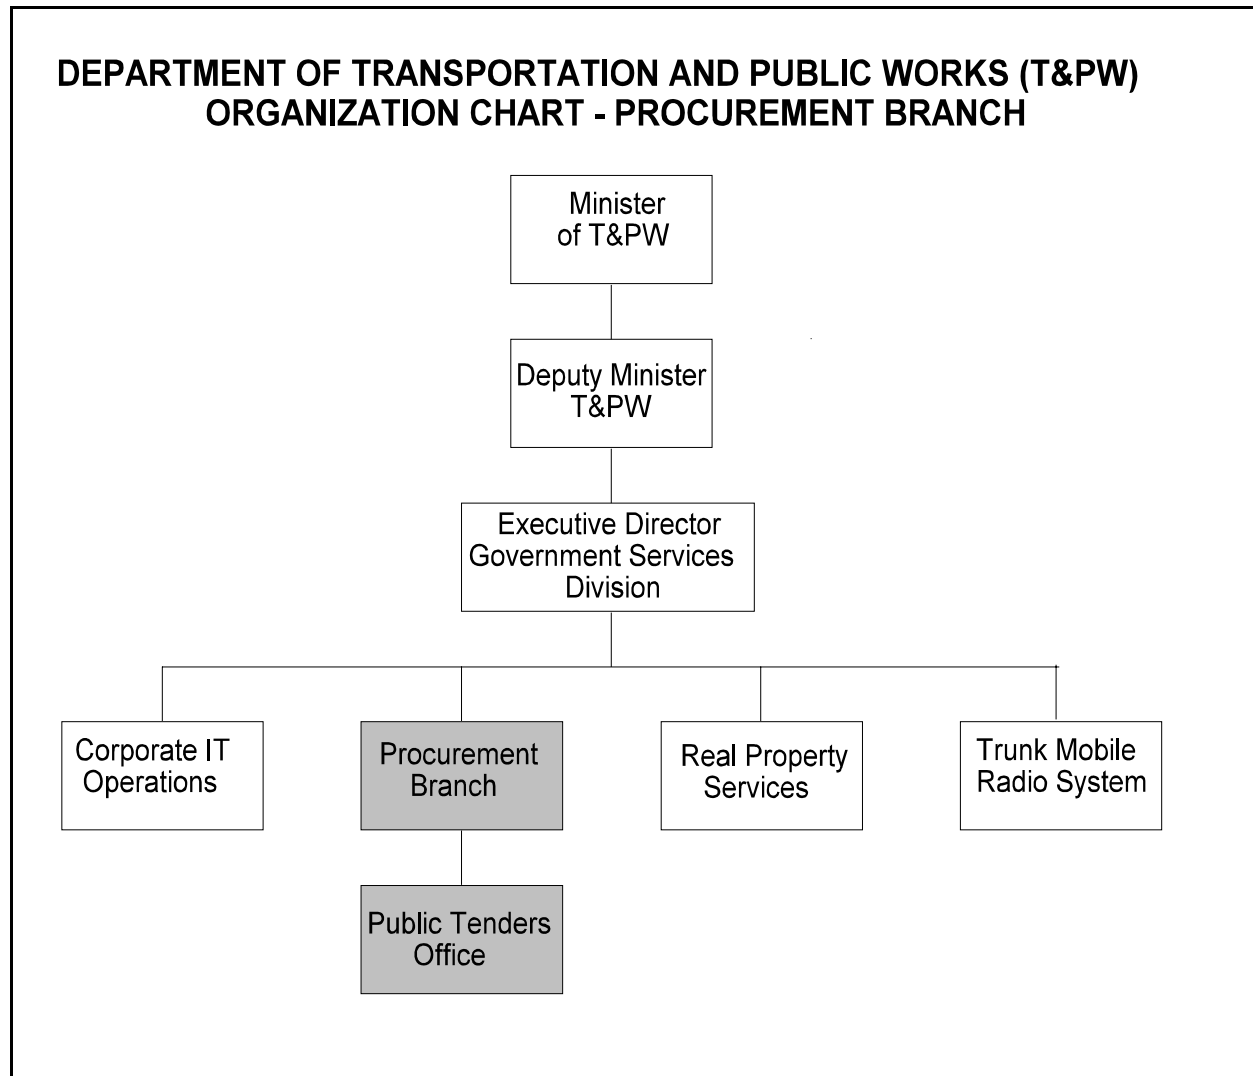 DEPARTMENT OF TRANSPORTATION AND PUBLIC WORKS (T&PW)
ORGANIZATION CHART - PROCUREMENT BRANCH
Minister
of T&PW
Deputy Minister
T&PW
Executive Director
Government Services
Division
Corporate IT
Operations
Procurement
Branch
Real Property
Services
Trunk Mobile
Radio System
Public Tenders
Office